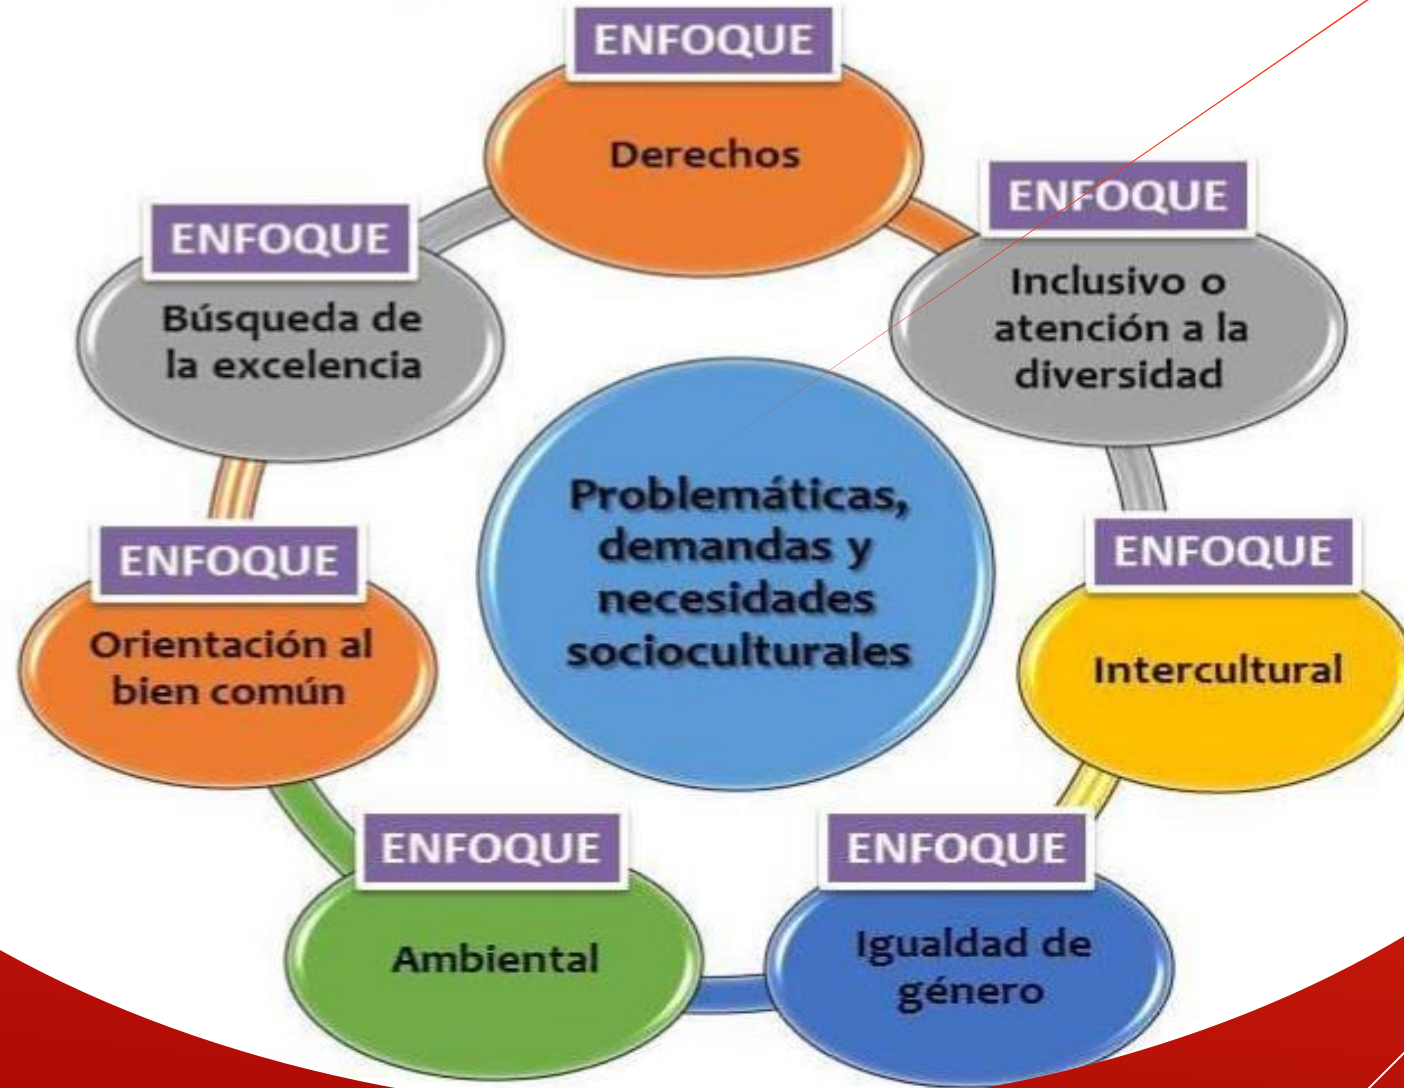 ENFOQUE
Derechos
ENFOQUE
Inclusivo o
atención a la
diversidad
ENFOQUE
Intercultural
ENFOQUE
Igualdad de
género
ENFOQUE
Ambiental
ENFOQUE
Orientación al
bien común
ENFOQUE
Búsqueda de
la excelencia
Problemáticas,
demandas y
necesidades
socioculturales